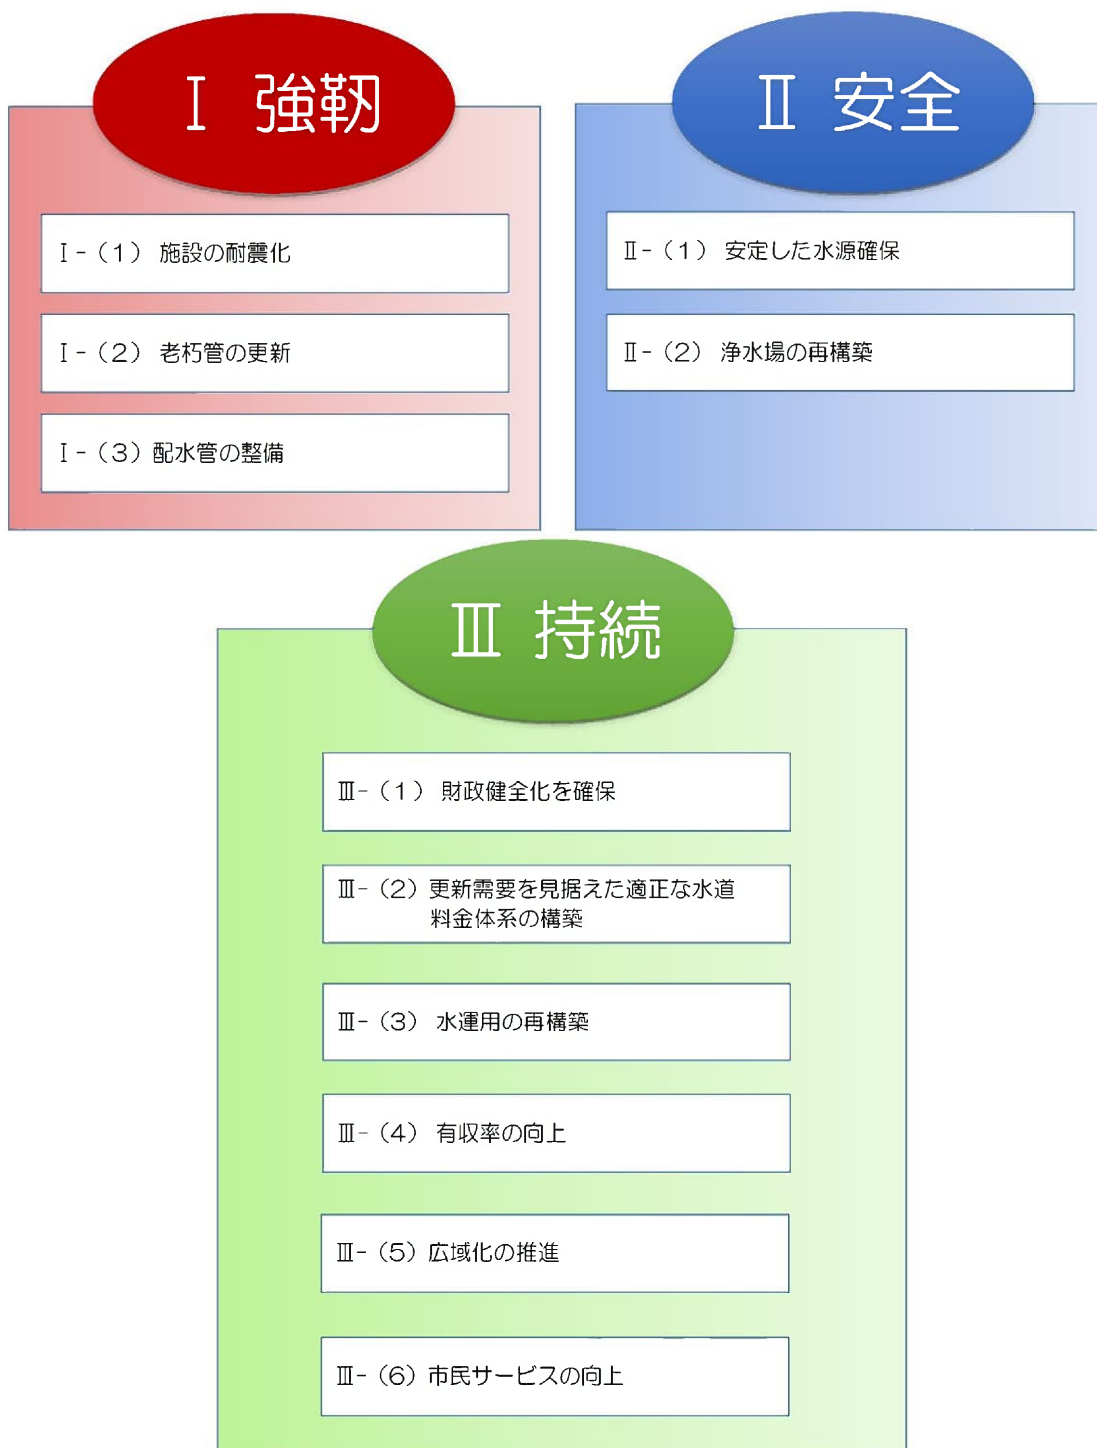 Ⅰ 強靭
Ⅰ-（1） 施設の耐震化
Ⅰ-（2） 老朽管の更新
Ⅰ-（3）配水管の整備
Ⅱ 安全
Ⅱ-（1） 安定した水源確保
Ⅱ-（2） 浄水場の再構築
Ⅲ 持続
Ⅲ-（1） 財政健全化を確保
Ⅲ-（2）更新需要を見据えた適正な水道
料金体系の構築
Ⅲ-（3） 水運用の再構築
Ⅲ-（4） 有収率の向上
Ⅲ-（5）広域化の推進
Ⅲ-（6）市民サービスの向上